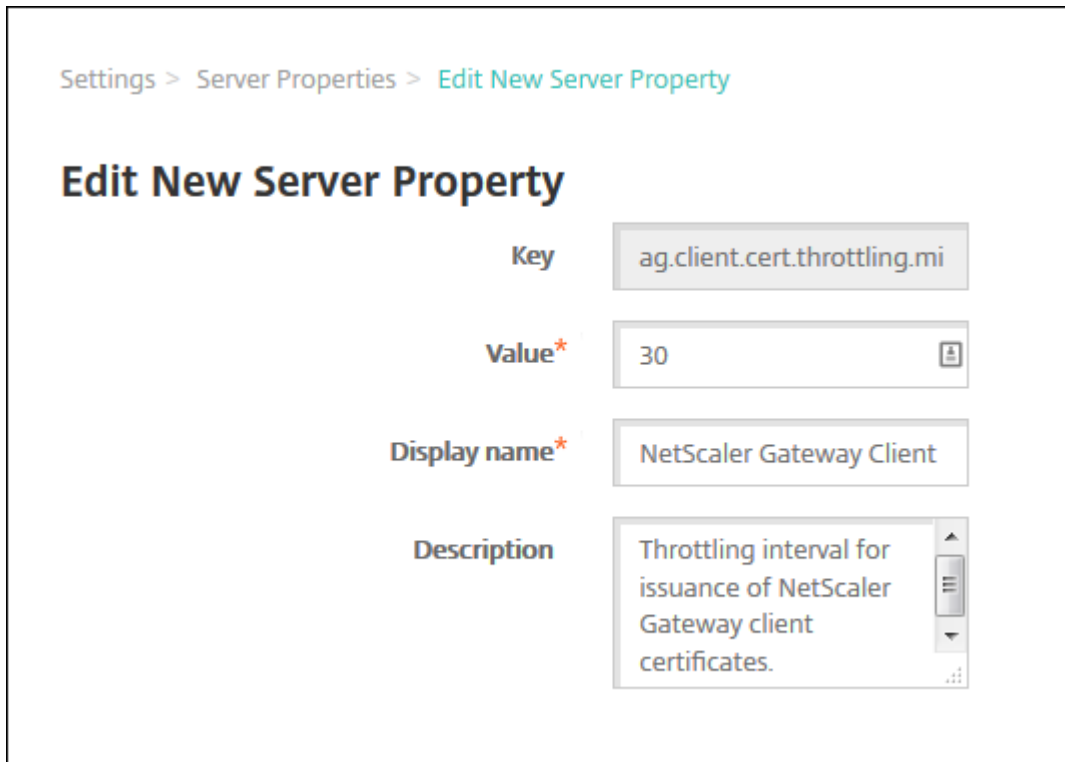 Settings > Server Properties > Edit New Server Property
Edit New Server Property
Key
ag.client.cert.throttling.mi
Value*
30
Display name*
NetScaler Gateway Client
Description
Throttling interval for
issuance of NetScaler
Gateway client
certificates.